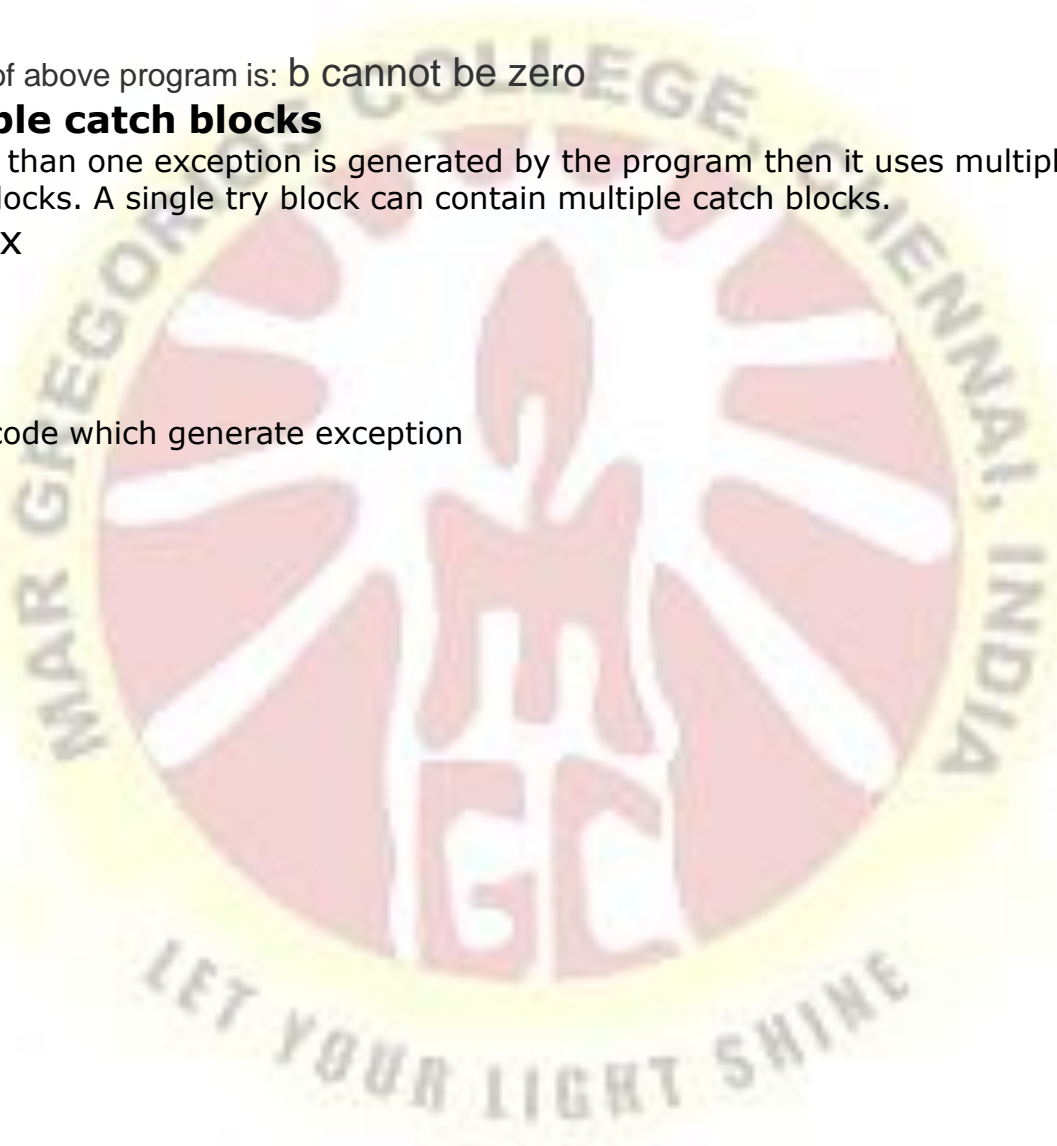 of above program is: b cannot be zero
ple catch blocks
than one exception is generated by the program then it uses multipl
locks. A single try block can contain multiple catch blocks.
x
code which generate exception
MAR GREGORIOS COLLEGE, CHENNAI, INDIA
GC
LET YOUR LIGHT SHINE